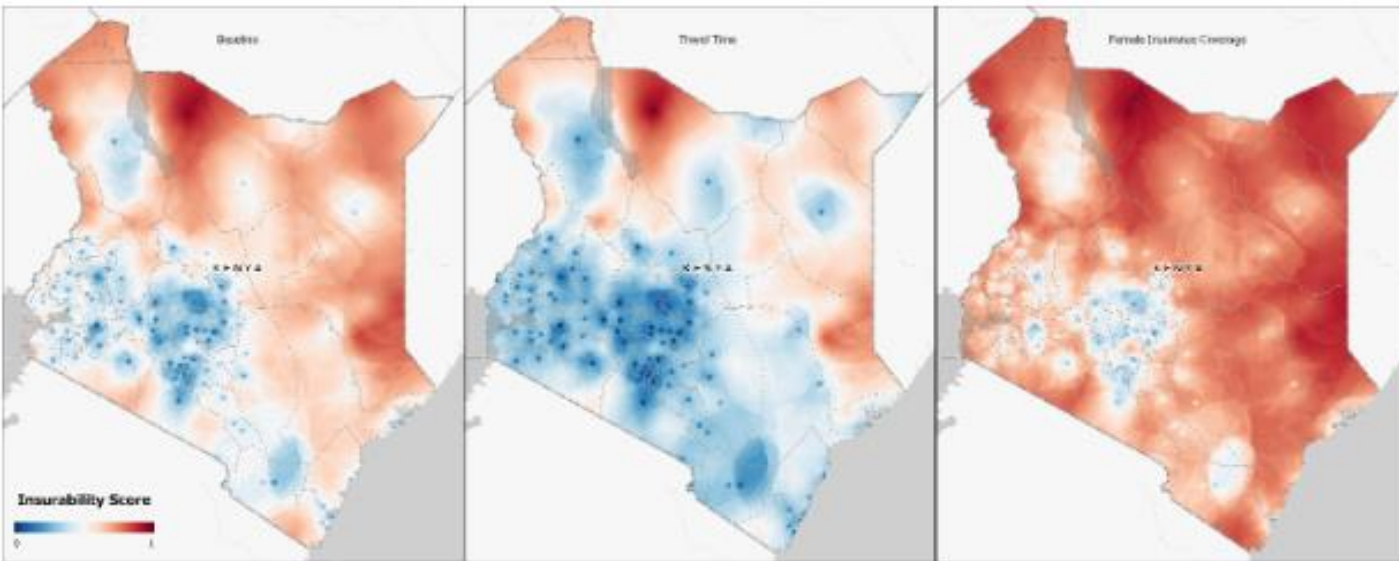 Baseline
Travel Time
Female Insurance Coverage
KENYA
KENYA
KENYA
Insurability Score
0
1